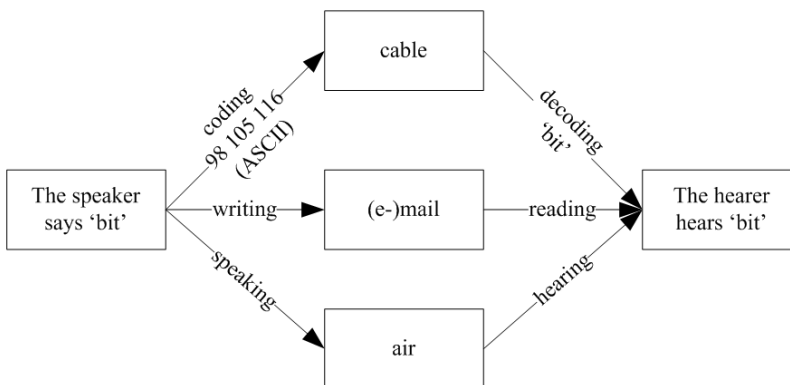 cable
coding
98 105 116
(ASCII)
decoding
‘bit’
The speaker
says ‘bit’
writing
(e-)mail
reading
The hearer
hears ‘bit’
speaking
hearing
air